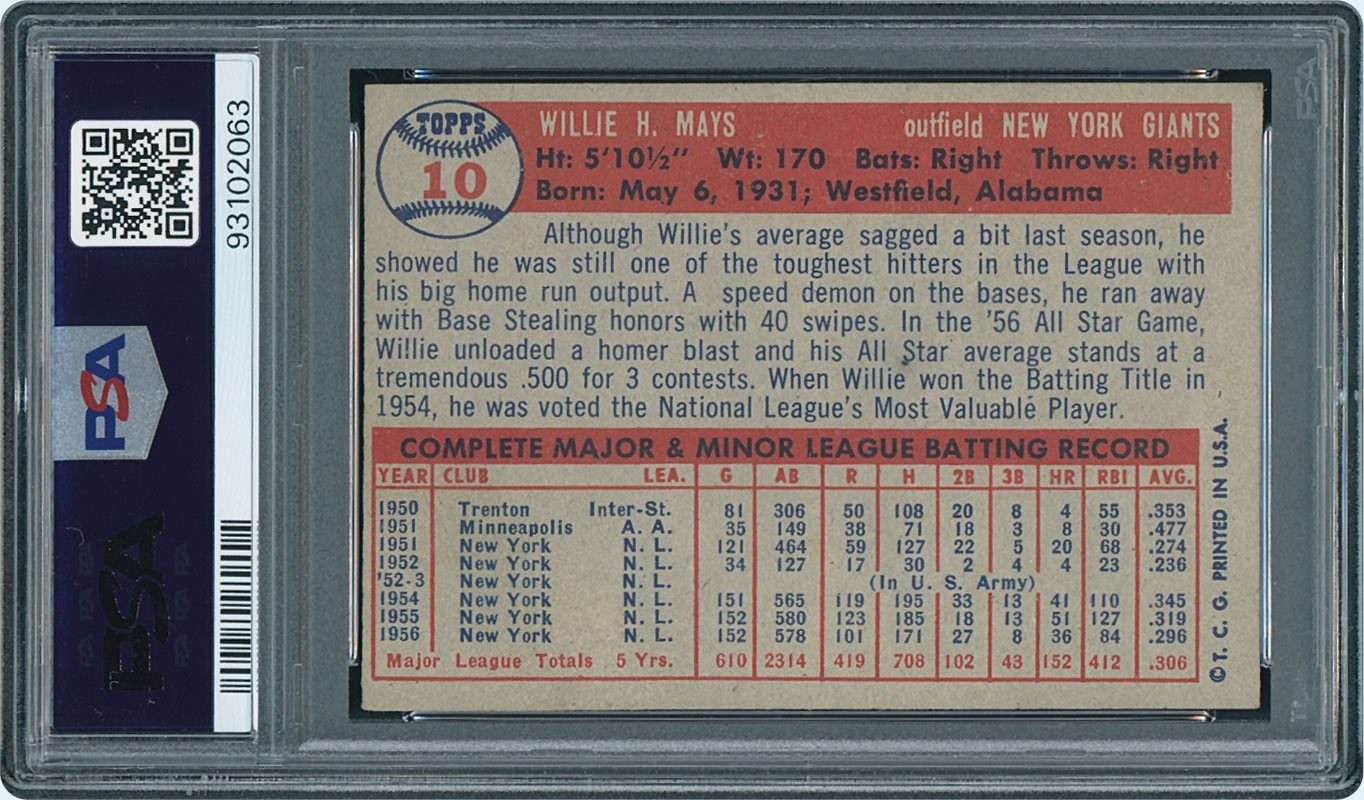 93102063
PSA
PSA
PSA
TOPPS
10
WILLIE H. MAYS outfield NEW YORK GIANTS
Ht: 5'10½" Wt: 170 Bats: Right Throws: Right
Born: May 6, 1931; Westfield, Alabama
Although Willie's average sagged a bit last season, he
showed he was still one of the toughest hitters in the League with
his big home run output. A speed demon on the bases, he ran away
with Base Stealing honors with 40 swipes. In the '56 All Star Game,
Willie unloaded a homer blast and his All Star average stands at a
tremendous .500 for 3 contests. When Willie won the Batting Title in
1954, he was voted the National League's Most Valuable Player.
COMPLETE MAJOR & MINOR LEAGUE BATTING RECORD
YEAR CLUB LEA. G AB R H 2B 3B HR RBI AVG.
1950 Trenton Inter-St. 81 306 50 108 20 8 4 55 .353
1951 Minneapolis A. A. 35 149 38 71 18 3 8 30 .477
1951 New York N. L. 121 464 59 127 22 5 20 68 .274
1952 New York N. L. 34 127 17 30 2 4 4 23 .236
'52-3 New York N. L. (In U. S. Army)
1954 New York N. L. 151 565 119 195 33 13 41 110 .345
1955 New York N. L. 152 580 123 185 18 13 51 127 .319
1956 New York N. L. 152 578 101 171 27 8 36 84 .296
Major League Totals 5 Yrs. 610 2314 419 708 102 43 152 412 .306
© T. C. G. PRINTED IN U.S.A.